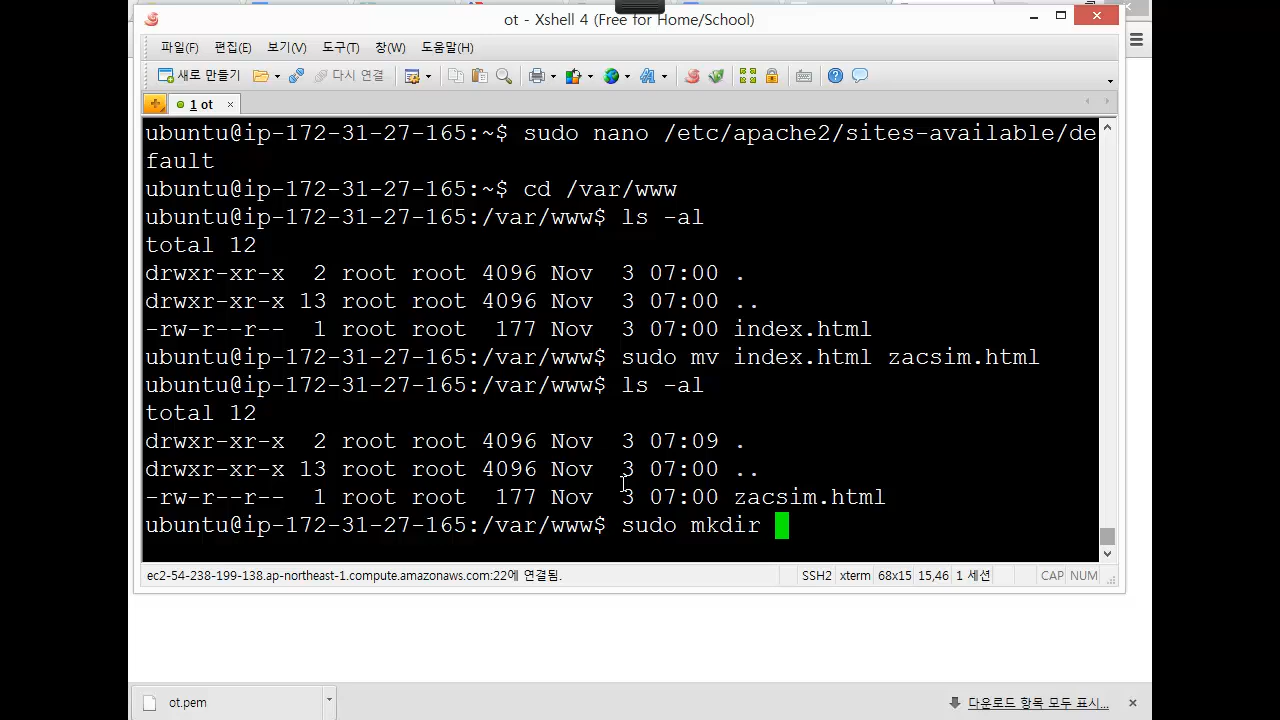 ot - Xshell 4 (Free for Home/School)
파일(F) 편집(E) 보기(V) 도구(T) 창(W) 도움말(H)
새로 만들기 다시 연결
1 ot
ubuntu@ip-172-31-27-165:~$ sudo nano /etc/apache2/sites-available/de
fault
ubuntu@ip-172-31-27-165:~$ cd /var/www
ubuntu@ip-172-31-27-165:/var/www$ ls -al
total 12
drwxr-xr-x  2 root root 4096 Nov  3 07:00 .
drwxr-xr-x 13 root root 4096 Nov  3 07:00 ..
-rw-r--r--  1 root root  177 Nov  3 07:00 index.html
ubuntu@ip-172-31-27-165:/var/www$ sudo mv index.html zacsim.html
ubuntu@ip-172-31-27-165:/var/www$ ls -al
total 12
drwxr-xr-x  2 root root 4096 Nov  3 07:09 .
drwxr-xr-x 13 root root 4096 Nov  3 07:00 ..
-rw-r--r--  1 root root  177 Nov  3 07:00 zacsim.html
ubuntu@ip-172-31-27-165:/var/www$ sudo mkdir
ec2-54-238-199-138.ap-northeast-1.compute.amazonaws.com:22에 연결됨. SSH2 xterm 68x15 15,46 1 세션 CAP NUM
ot.pem 다운로드 항목 모두 표시...